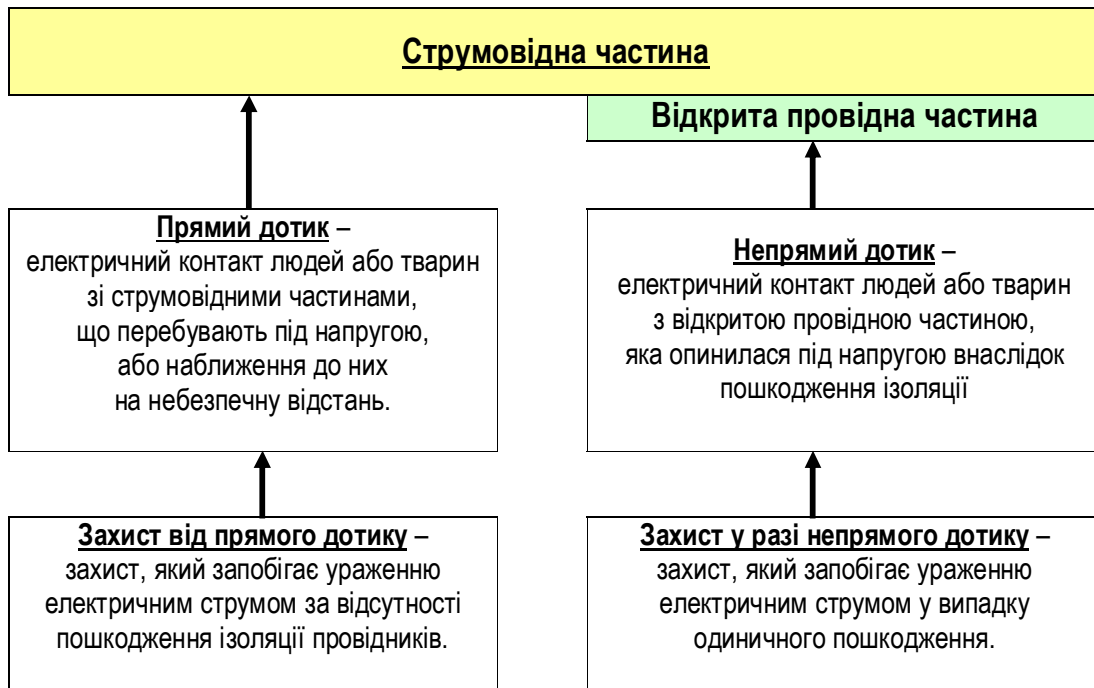 Струмовідна частина
Відкрита провідна частина
Прямий дотик –
електричний контакт людей або тварин
зі струмовідними частинами,
що перебувають під напругою,
або наближення до них
на небезпечну відстань.
Непрямий дотик –
електричний контакт людей або тварин
з відкритою провідною частиною,
яка опинилася під напругою внаслідок
пошкодження ізоляції
Захист від прямого дотику –
захист, який запобігає ураженню
електричним струмом за відсутності
пошкодження ізоляції провідників.
Захист у разі непрямого дотику –
захист, який запобігає ураженню
електричним струмом у випадку
одиничного пошкодження.